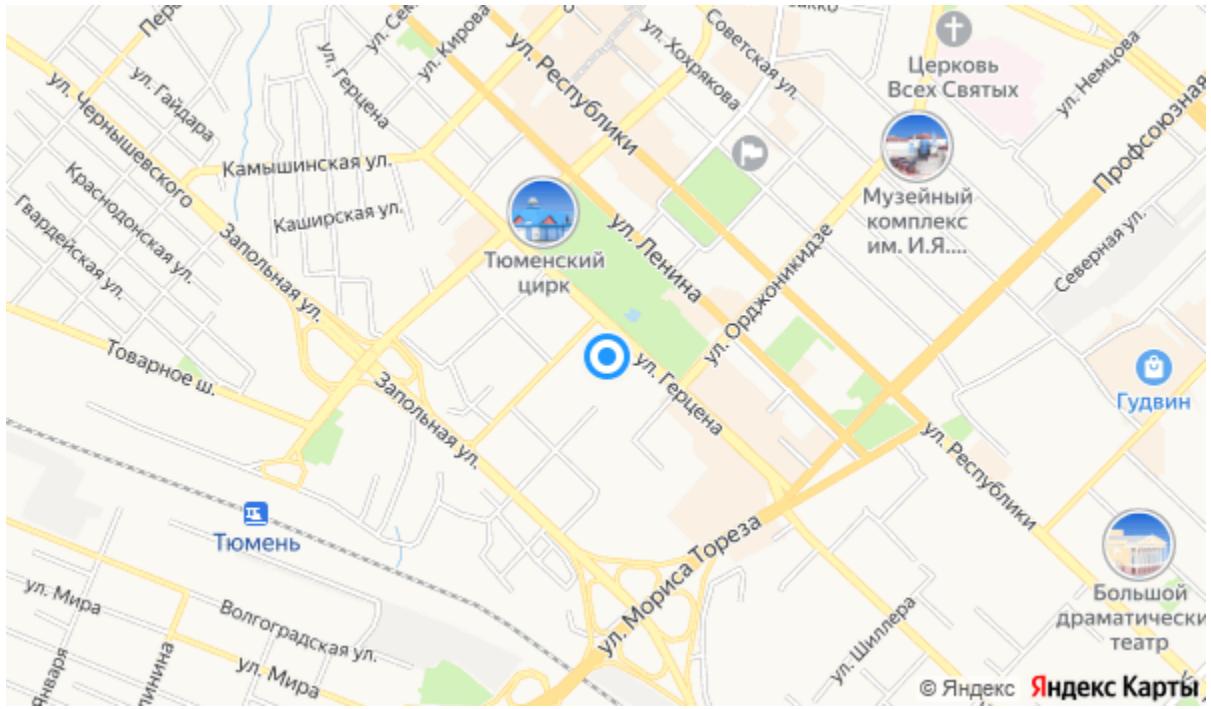 ул. Герцена
ул. Кирова
ул. Республики
ул. Хохрякова
Советская ул.
Церковь
Всех Святых
ул. Немцова
ул. Чернышевского
ул. Гайдара
Камышинская ул.
Профсоюзная
Музейный
комплекс
им. И.Я....
Краснодонская ул.
Гвардейская ул.
Каширская ул.
Запольная ул.
Тюменский
цирк
ул. Ленина
ул. Орджоникидзе
Северная ул.
Товарное ш.
Запольная ул.
ул. Герцена
Гудвин
ул. Республики
Тюмень
ул. Мориса Тореза
Большой
драматически
театр
ул. Мира
Волгоградская ул.
ул. Мира
ул. Шиллера
Января
© Яндекс Яндекс Карты